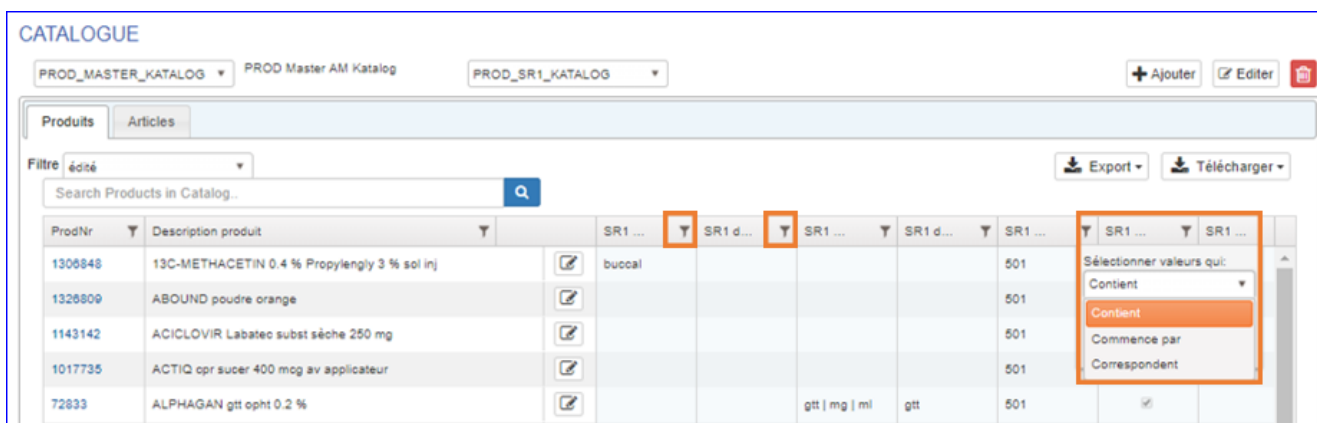 CATALOGUE
PROD_MASTER_KATALOG PROD Master AM Katalog PROD_SR1_KATALOG Ajouter Editer
Produits Articles
Filtre édité Export Télécharger
Search Products in Catalog..
ProdNr Description produit SR1 ... SR1 d... SR1 ... SR1 d... SR1 ... SR1 ... SR1 ...
1306848 13C-METHACETIN 0.4 % Propylengly 3 % sol inj buccal 501 Sélectionner valeurs qui:
Contient
1326809 ABOUND poudre orange 501 Contient
1143142 ACICLOVIR Labatec subst sèche 250 mg 501 Commence par
1017735 ACTIQ cpr sucer 400 mcg av applicateur 501 Correspondent
72833 ALPHAGAN gtt opht 0.2 % gtt | mg | ml gtt 501